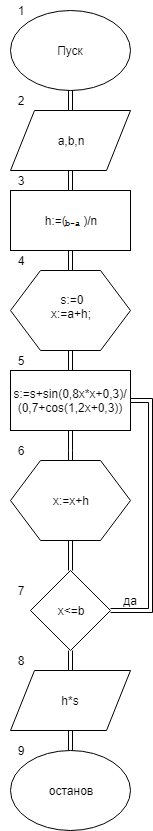 1
Пуск
2
a,b,n
3
h:=(b-a )/n
4
s:=0
x:=a+h;
5
s:=s+sin(0,8x*x+0,3)/
(0,7+cos(1,2x+0,3))
6
x:=x+h
7
x<=b
да
8
h*s
9
останов